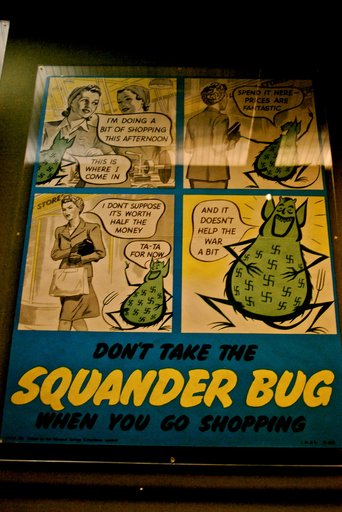 I'M DOING A
BIT OF SHOPPING
THIS AFTERNOON
THIS IS
WHERE I
COME IN
SPEND IT HERE—
PRICES ARE
FANTASTIC
STORE
I DON'T SUPPOSE
IT'S WORTH
HALF THE
MONEY
TA-TA
FOR NOW
AND IT
DOESN'T
HELP THE
WAR
A BIT
DON'T TAKE THE
SQUANDER BUG
WHEN YOU GO SHOPPING